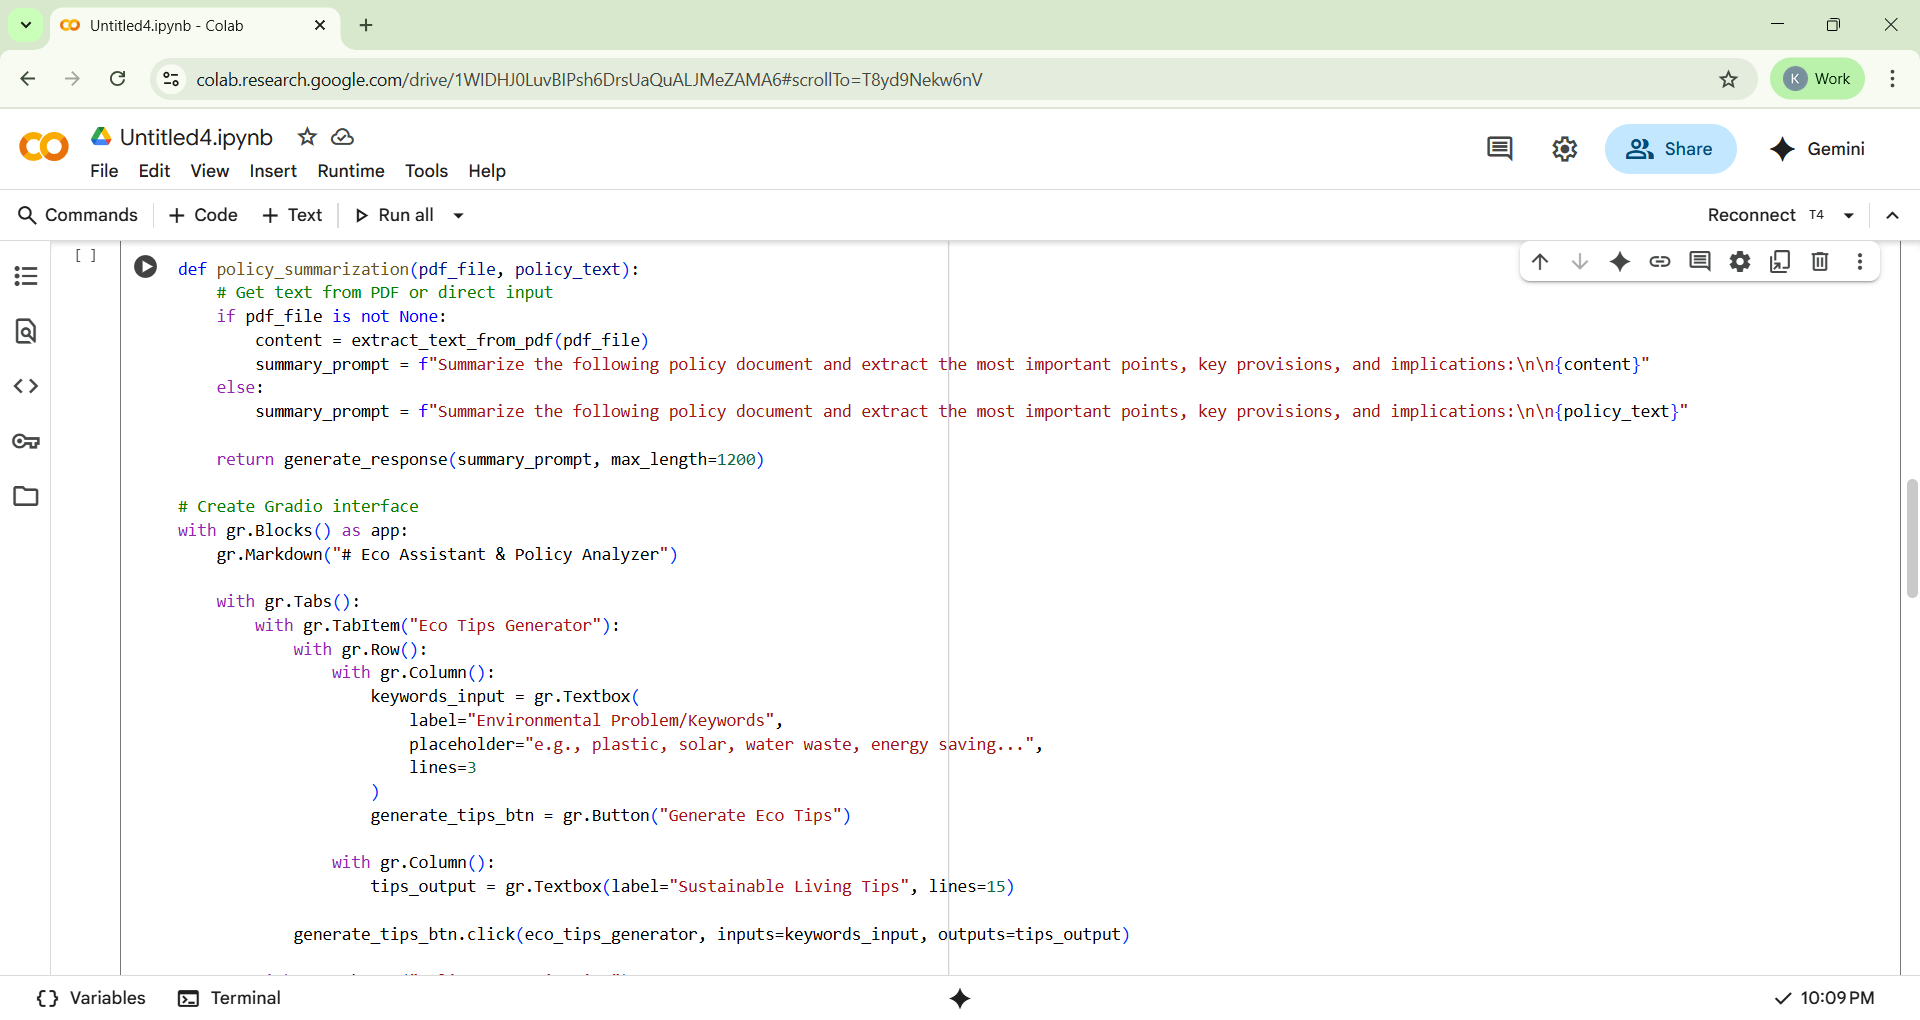 Untitled4.ipynb - Colab
colab.research.google.com/drive/1WIDHJ0LuvBIPsh6DrsUaQuALJMeZAMA6#scrollTo=T8yd9Nekw6nV
K Work
Untitled4.ipynb
File Edit View Insert Runtime Tools Help
Share
Gemini
Commands + Code + Text Run all
Reconnect T4
[ ]
def policy_summarization(pdf_file, policy_text):
    # Get text from PDF or direct input
    if pdf_file is not None:
        content = extract_text_from_pdf(pdf_file)
        summary_prompt = f"Summarize the following policy document and extract the most important points, key provisions, and implications:\n\n{content}"
    else:
        summary_prompt = f"Summarize the following policy document and extract the most important points, key provisions, and implications:\n\n{policy_text}"
    return generate_response(summary_prompt, max_length=1200)
# Create Gradio interface
with gr.Blocks() as app:
    gr.Markdown("# Eco Assistant & Policy Analyzer")
    with gr.Tabs():
        with gr.TabItem("Eco Tips Generator"):
            with gr.Row():
                with gr.Column():
                    keywords_input = gr.Textbox(
                        label="Environmental Problem/Keywords",
                        placeholder="e.g., plastic, solar, water waste, energy saving...",
                        lines=3
                    )
                    generate_tips_btn = gr.Button("Generate Eco Tips")
                with gr.Column():
                    tips_output = gr.Textbox(label="Sustainable Living Tips", lines=15)
            generate_tips_btn.click(eco_tips_generator, inputs=keywords_input, outputs=tips_output)
{} Variables Terminal
10:09 PM